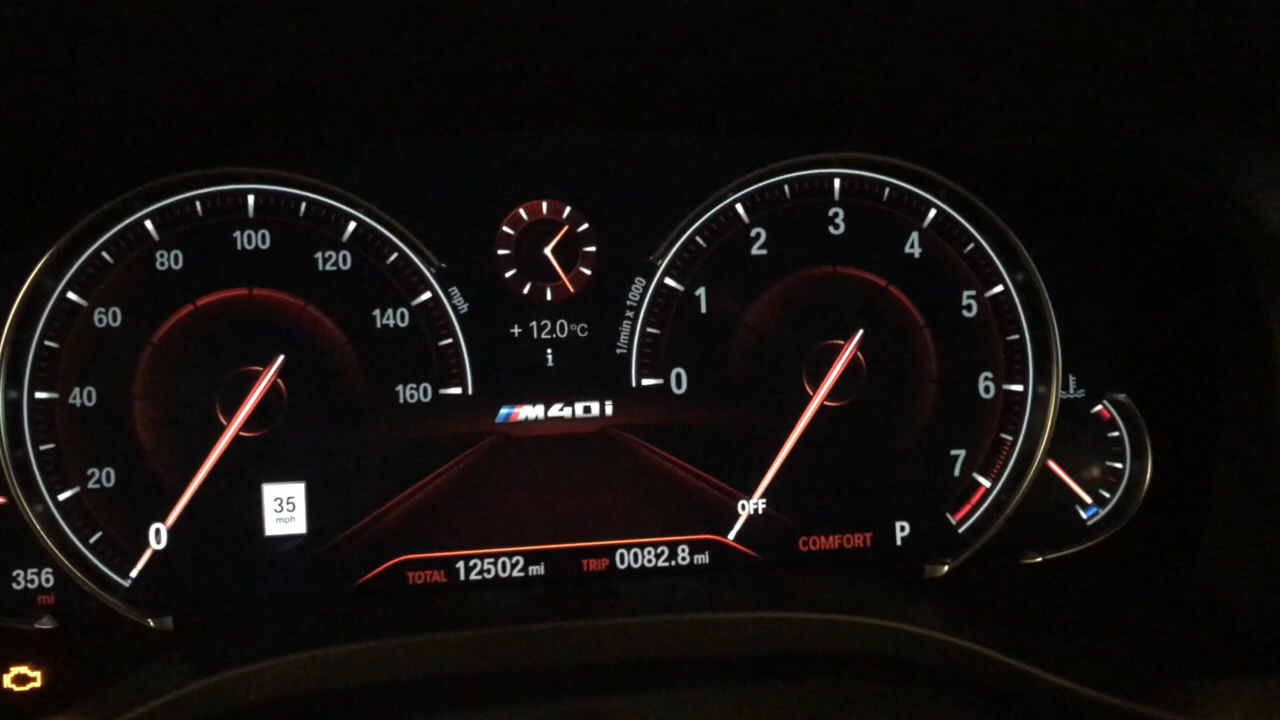 20
40
60
80
100
120
140
160
mph
0
35
mph
356
mi
+ 12.0°C
i
M40i
TOTAL 12502 mi TRIP 0082.8 mi
1/min x 1000
0
1
2
3
4
5
6
7
OFF
COMFORT P